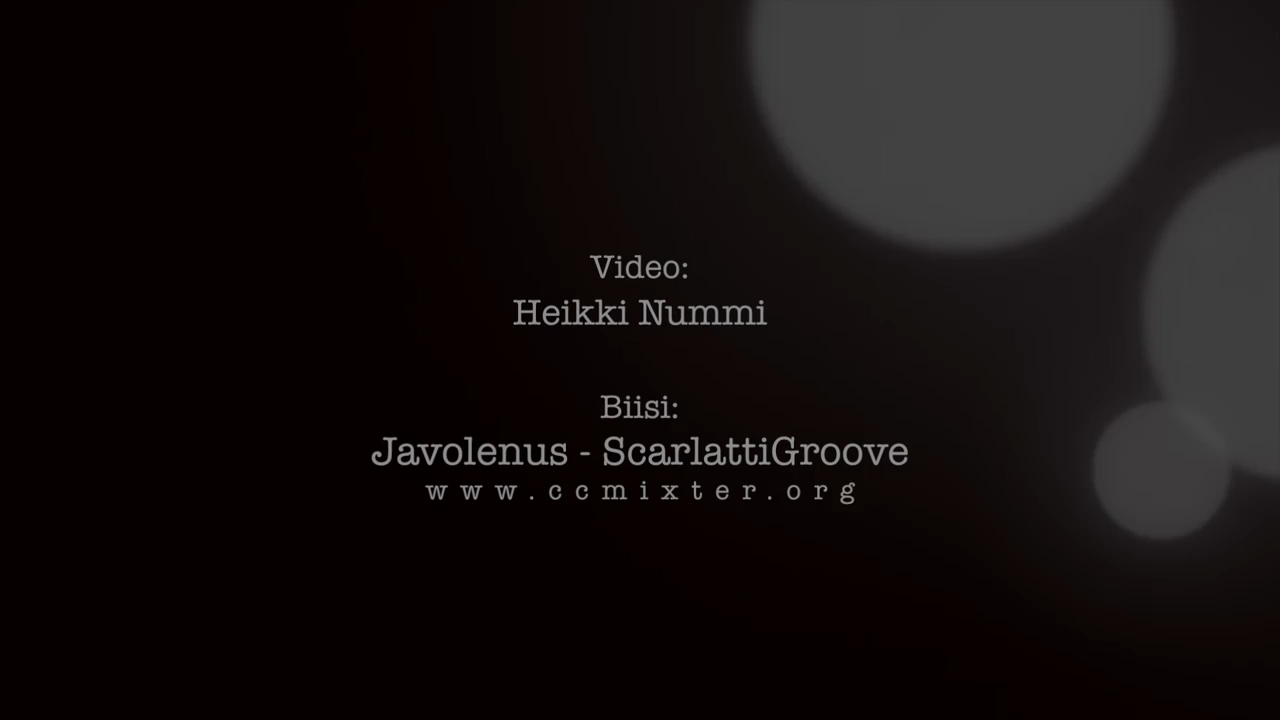 Video:
Heikki Nummi
Biisi:
Javolenus - ScarlattiGroove
www.ccmixter.org